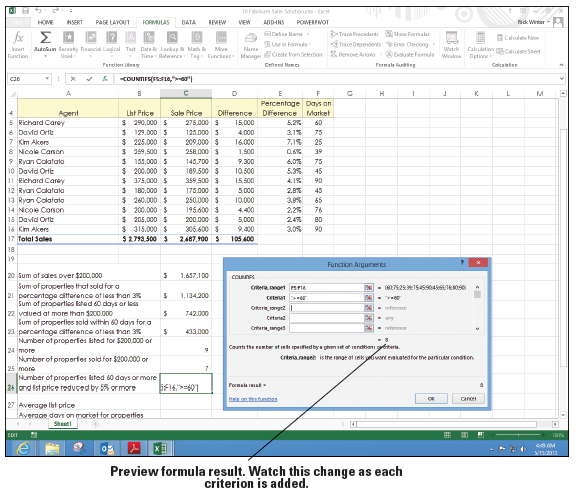 HOME INSERT PAGE LAYOUT FORMULAS DATA REVIEW VIEW ADD-INS POWERPIVOT Rick Winter
Insert Function
AutoSum Recently Used Financial Logical Text Date & Time Lookup & Reference Math & Trig More Functions
Function Library
Name Manager
Define Name
Use in Formula
Create from Selection
Defined Names
Trace Precedents
Trace Dependents
Remove Arrows
Show Formulas
Error Checking
Evaluate Formula
Formula Auditing
Watch Window
Calculation Options
Calculate Now
Calculate Sheet
Calculation
C26 fx =COUNTIFS(F5:F16,">=60")
A B C D E F G H I J K L M
Agent List Price Sale Price Difference Percentage Difference Days on Market
5 Richard Carey $ 290,000 $ 275,000 $ 15,000 5.2% 60
6 David Ortiz $ 129,000 $ 125,000 $ 4,000 3.1% 75
7 Kim Akers $ 225,000 $ 209,000 $ 16,000 7.1% 25
8 Nicole Carson $ 259,500 $ 258,000 $ 1,500 0.6% 39
9 Ryan Calafato $ 155,000 $ 145,700 $ 9,300 6.0% 75
10 David Ortiz $ 200,000 $ 189,500 $ 10,500 5.3% 45
11 Richard Carey $ 375,000 $ 359,500 $ 15,500 4.1% 90
12 Ryan Calafato $ 180,000 $ 175,000 $ 5,000 2.8% 45
13 Ryan Calafato $ 260,000 $ 250,000 $ 10,000 3.8% 65
14 Nicole Carson $ 200,000 $ 195,600 $ 4,400 2.2% 76
15 David Ortiz $ 205,000 $ 200,000 $ 5,000 2.4% 80
16 Kim Akers $ 315,000 $ 305,600 $ 9,400 3.0% 90
17 Total Sales $ 2,793,500 $ 2,687,900 $ 105,600
18
19
20 Sum of sales over $200,000 $ 1,657,100
Sum of properties that sold for a
21 percentage difference of less than 3% $ 1,134,200
Sum of properties listed 60 days or less
22 valued at more than $200,000 $ 742,000
Sum of properties sold within 60 days for a
23 percentage difference of less than 3% $ 433,000
Number of properties listed for $200,000 or
24 more 9
Number of properties sold for $200,000 or
25 more 7
Number of properties listed 60 days or more
26 and list price reduced by 5% or more 5:F16,">=60")
27 Average list price
Average days on market for properties
Function Arguments ? ×
COUNTIFS
Criteria_range1 F5:F16 = {60;75;25;39;75;45;90;45;65;76;80;90}
Criteria1 ">=60" = ">=60"
Criteria_range2 = reference
Criteria2 = any
Criteria_range3 = reference
= 8
Counts the number of cells specified by a given set of conditions or criteria.
Criteria_range2: is the range of cells you want evaluated for the particular condition.
Formula result = 8
Help on this function
OK Cancel
Sheet1
EDIT 100%
4:49 AM
5/15/2013
Preview formula result. Watch this change as each
criterion is added.